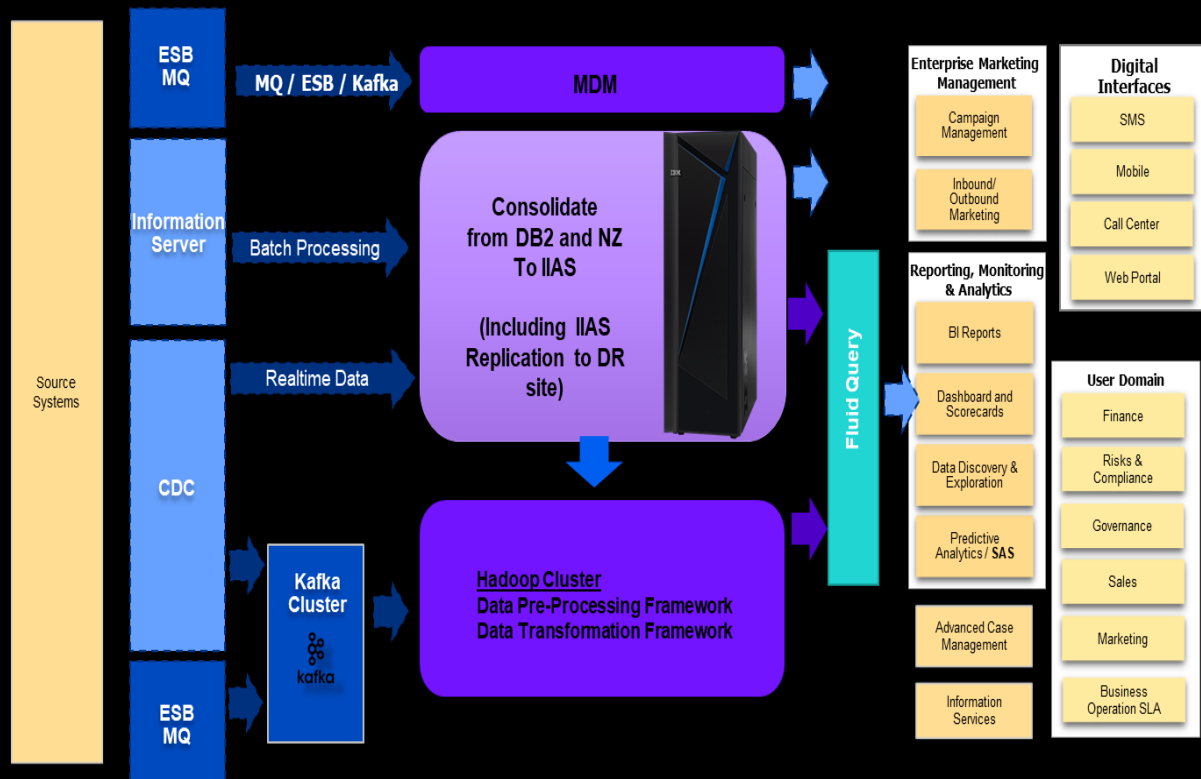 Source
Systems
ESB
MQ
Information
Server
CDC
ESB
MQ
MQ / ESB / Kafka
Batch Processing
Realtime Data
Kafka
Cluster
kafka
MDM
Consolidate
from DB2 and NZ
To IIAS
(Including IIAS
Replication to DR
site)
IBM
Hadoop Cluster
Data Pre-Processing Framework
Data Transformation Framework
Fluid Query
Enterprise Marketing
Management
Campaign
Management
Inbound/
Outbound
Marketing
Reporting, Monitoring
& Analytics
BI Reports
Dashboard and
Scorecards
Data Discovery &
Exploration
Predictive
Analytics / SAS
Advanced Case
Management
Information
Services
Digital
Interfaces
SMS
Mobile
Call Center
Web Portal
User Domain
Finance
Risks &
Compliance
Governance
Sales
Marketing
Business
Operation SLA